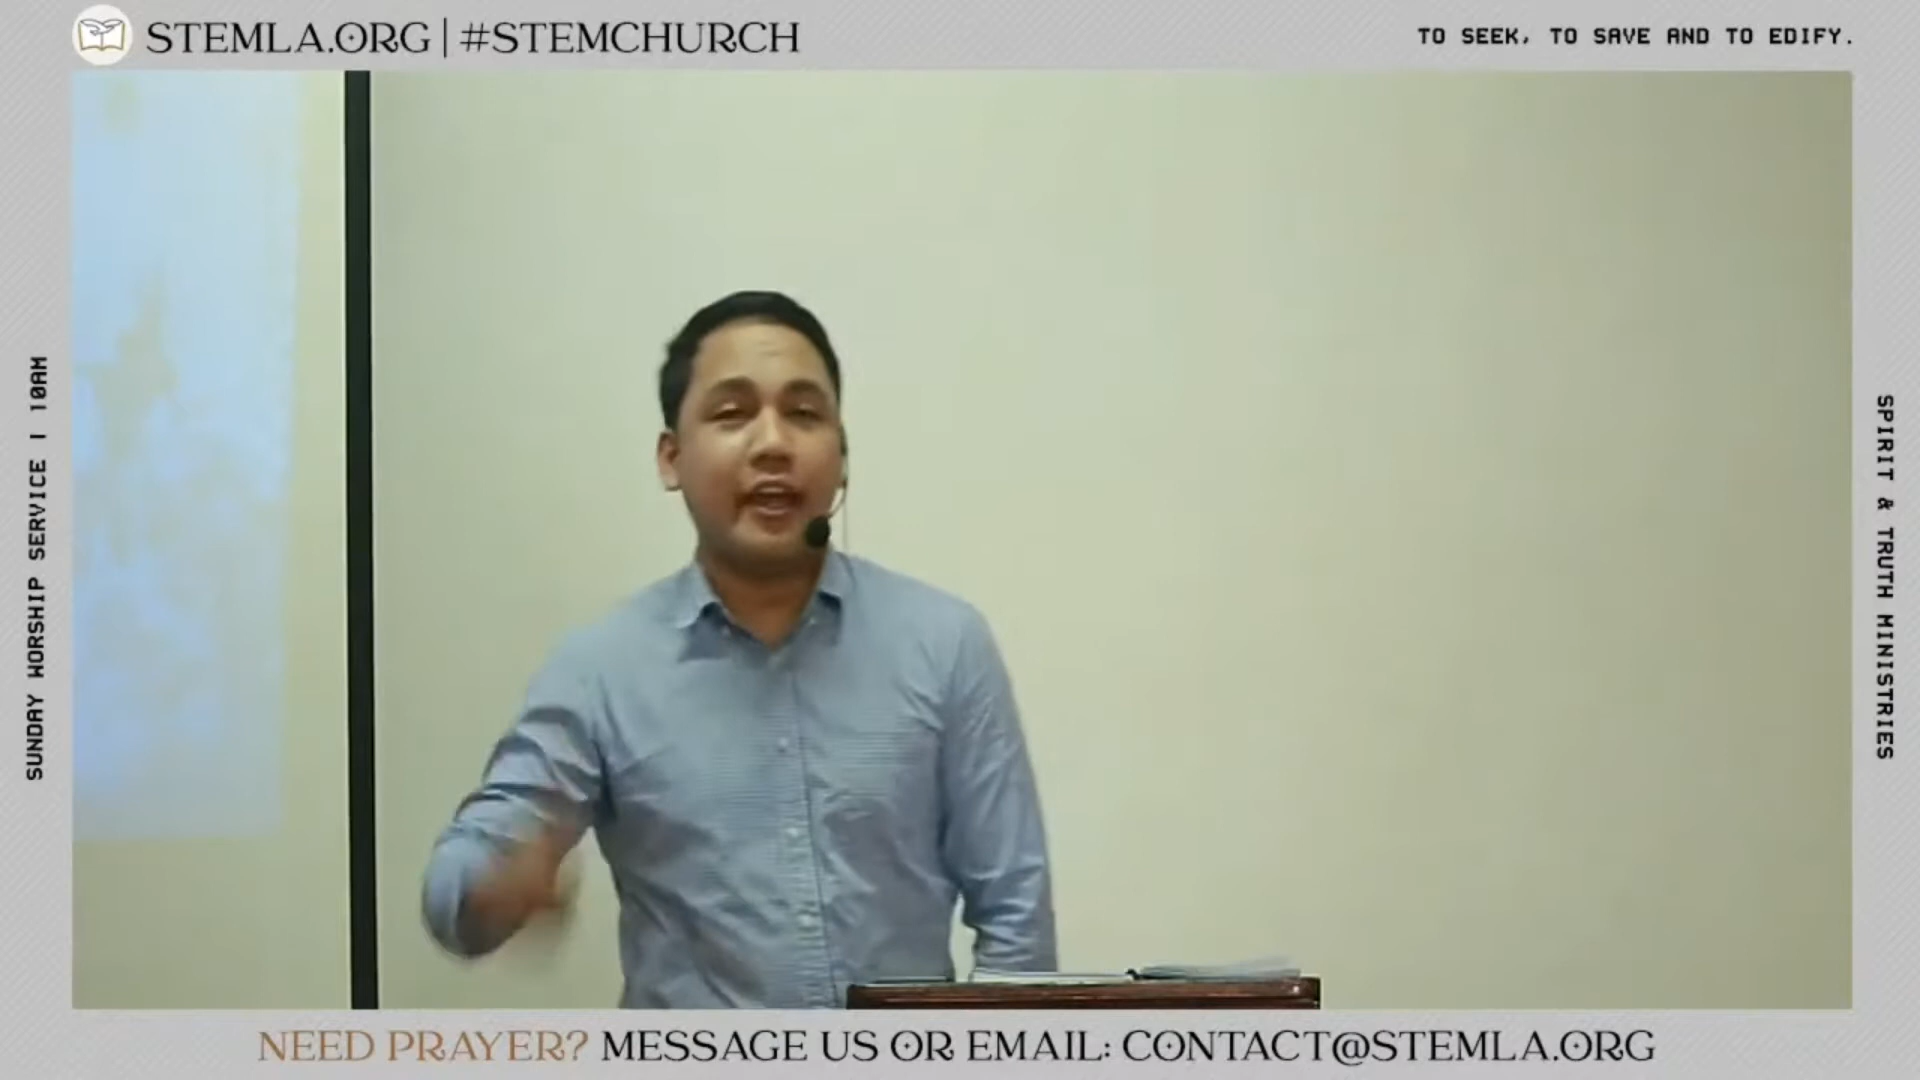 STEMLA.ORG | #STEMCHURCH
TO SEEK, TO SAVE AND TO EDIFY.
SUNDAY WORSHIP SERVICE | 10AM
SPIRIT & TRUTH MINISTRIES
NEED PRAYER? MESSAGE US OR EMAIL: CONTACT@STEMLA.ORG